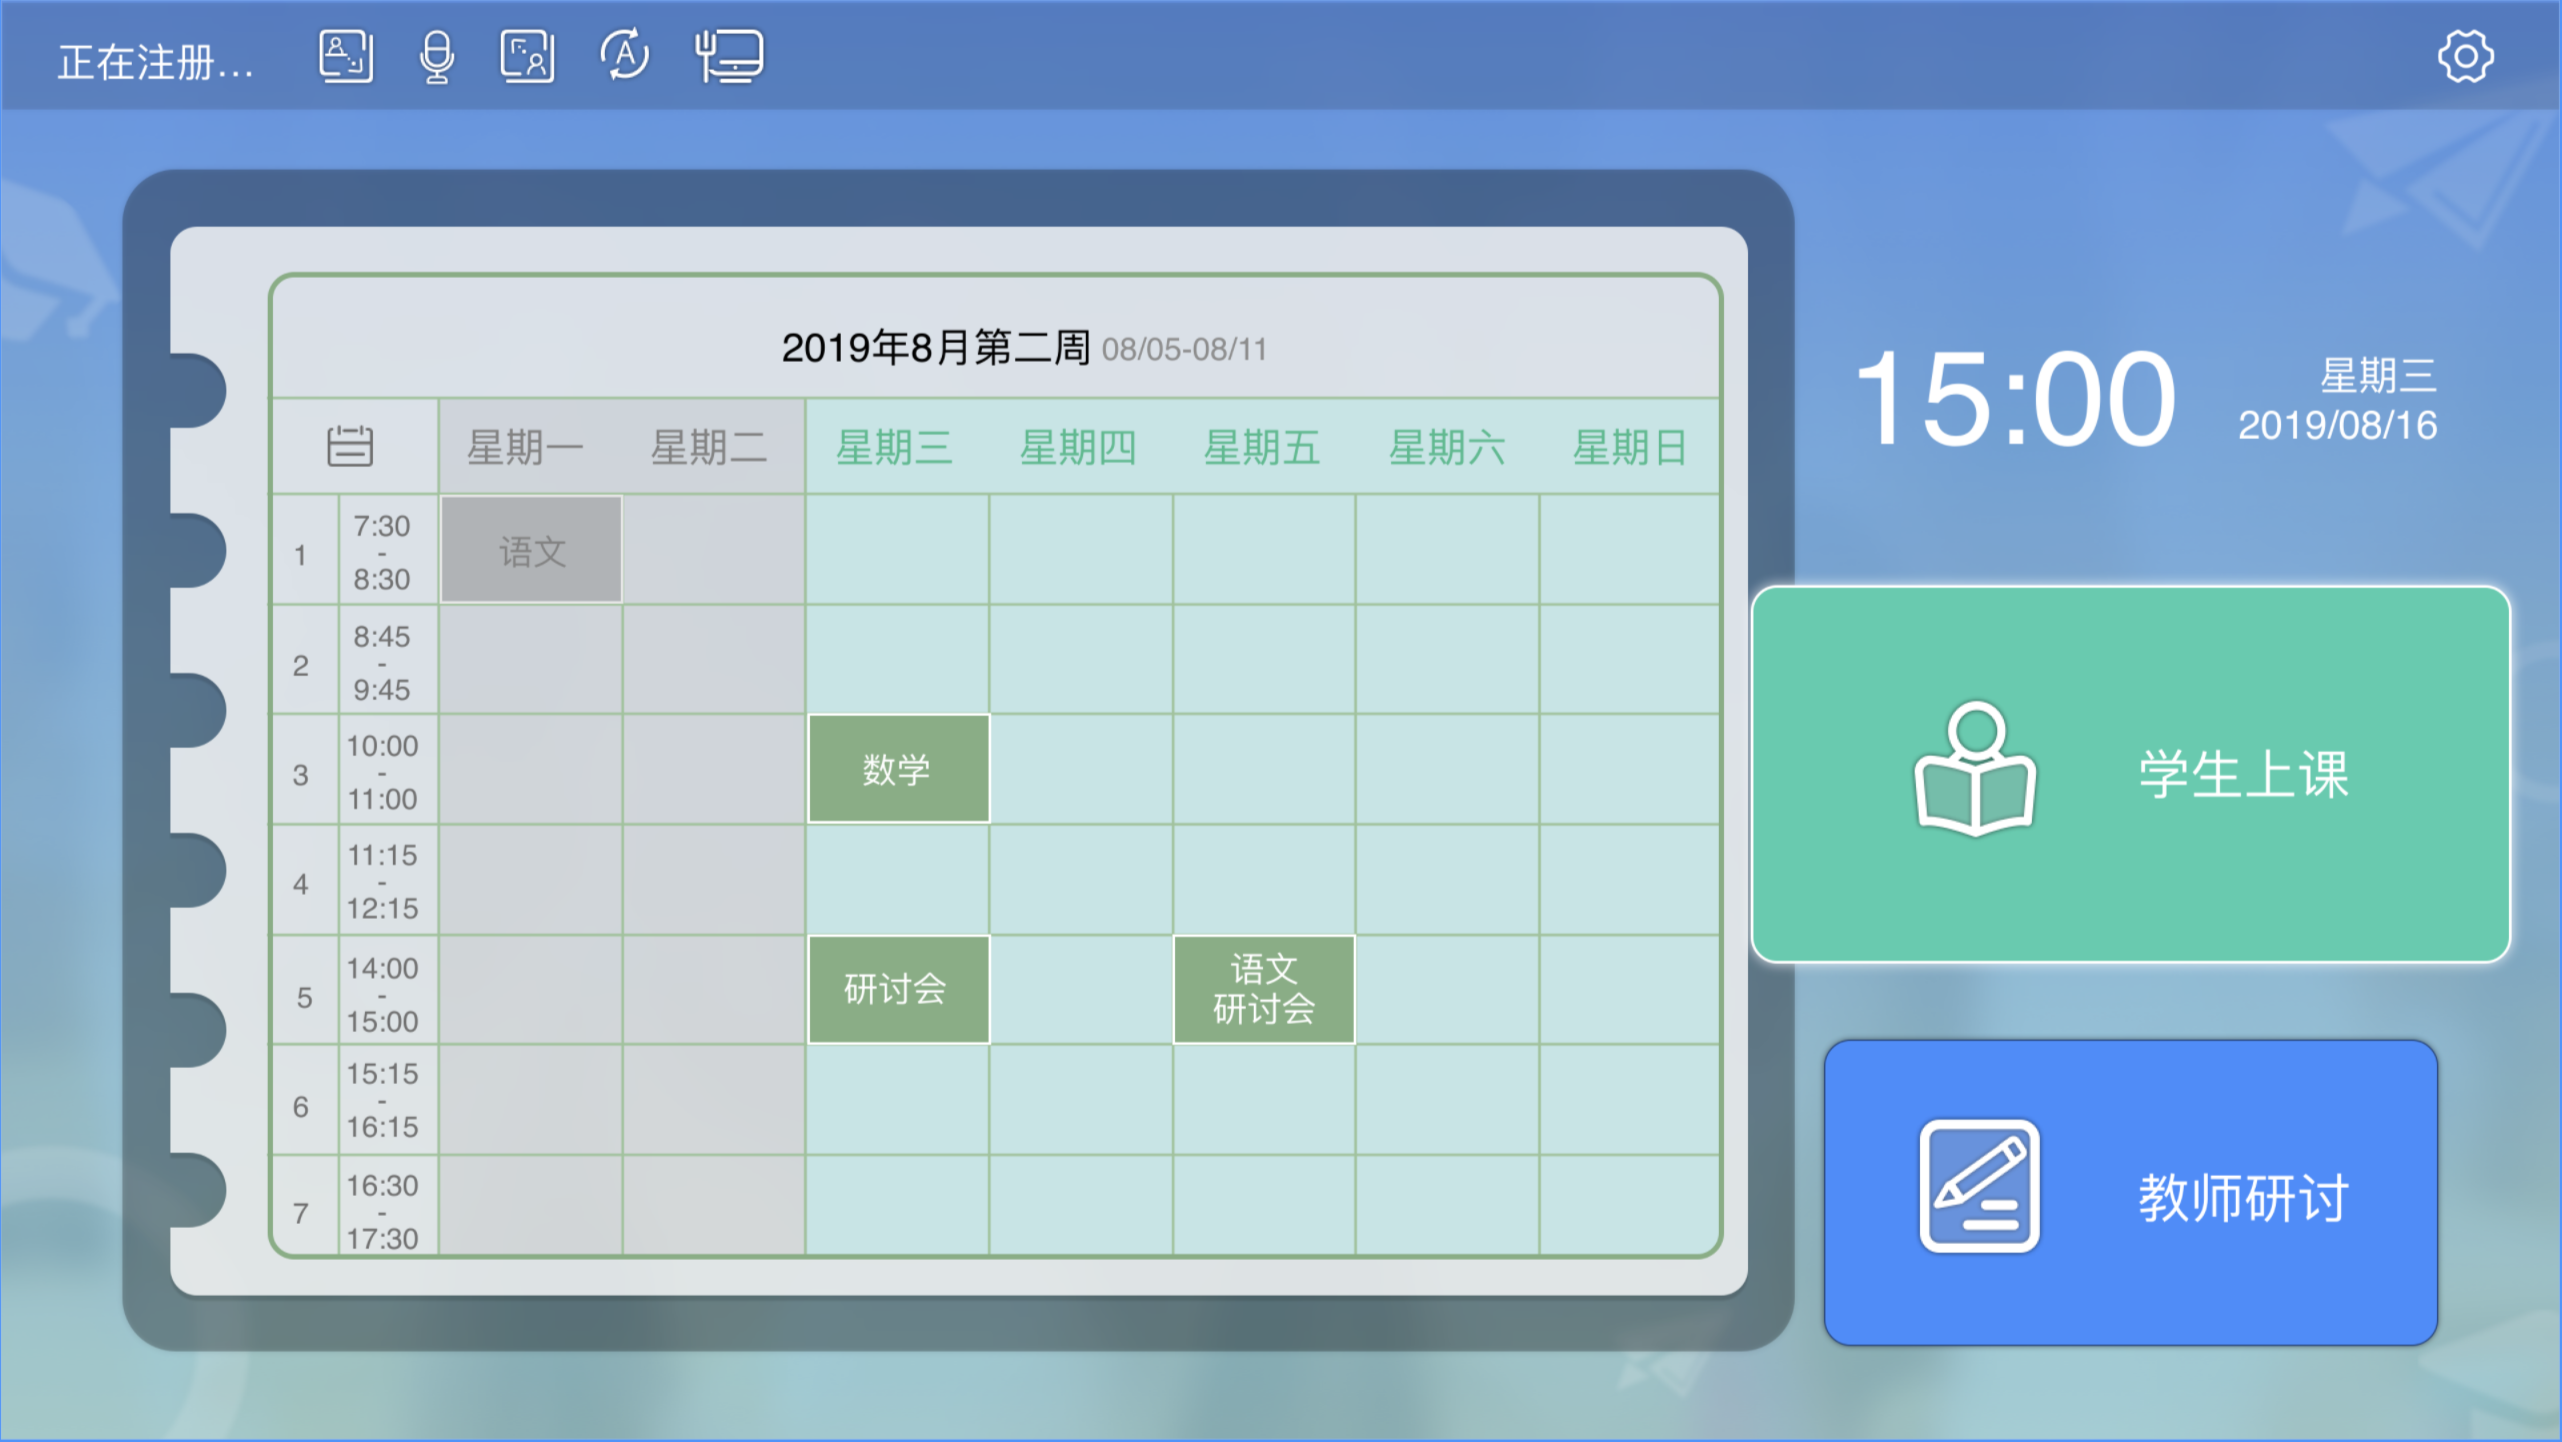 正在注册...
A
2019年8月第二周 08/05-08/11
15:00
星期三
2019/08/16
星期一 星期二 星期三 星期四 星期五 星期六 星期日
1
7:30
-
8:30
语文
2
8:45
-
9:45
3
10:00
-
11:00
数学
4
11:15
-
12:15
5
14:00
-
15:00
研讨会
语文
研讨会
6
15:15
-
16:15
7
16:30
-
17:30
学生上课
教师研讨